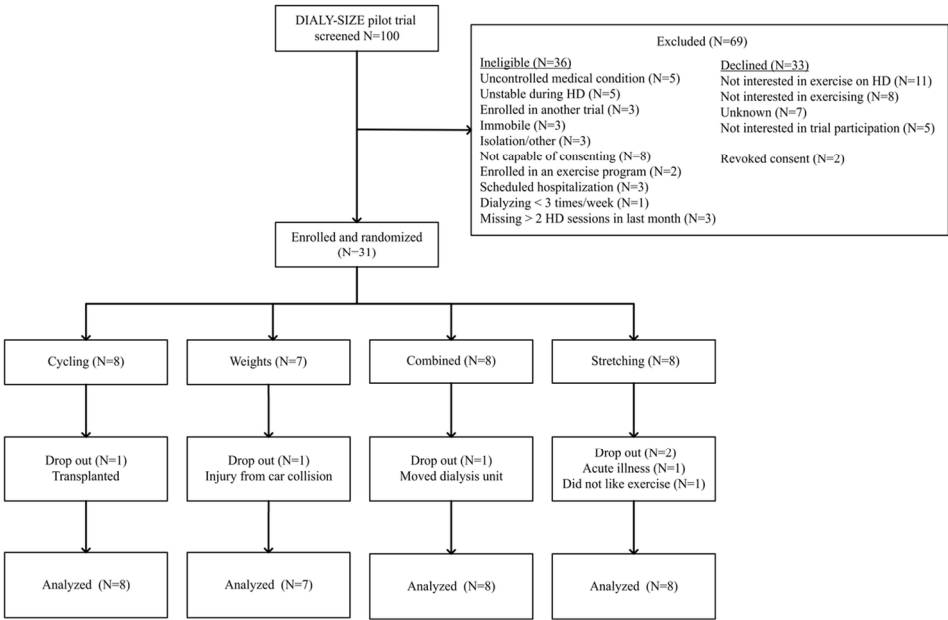 DIALY-SIZE pilot trial
screened N=100
Excluded (N=69)
Ineligible (N=36)
Uncontrolled medical condition (N=5)
Unstable during HD (N=5)
Enrolled in another trial (N=3)
Immobile (N=3)
Isolation/other (N=3)
Not capable of consenting (N=8)
Enrolled in an exercise program (N=2)
Scheduled hospitalization (N=3)
Dialyzing < 3 times/week (N=1)
Missing > 2 HD sessions in last month (N=3)
Declined (N=33)
Not interested in exercise on HD (N=11)
Not interested in exercising (N=8)
Unknown (N=7)
Not interested in trial participation (N=5)
Revoked consent (N=2)
Enrolled and randomized
(N=31)
Cycling (N=8)
Weights (N=7)
Combined (N=8)
Stretching (N=8)
Drop out (N=1)
Transplanted
Drop out (N=1)
Injury from car collision
Drop out (N=1)
Moved dialysis unit
Drop out (N=2)
Acute illness (N=1)
Did not like exercise (N=1)
Analyzed (N=8)
Analyzed (N=7)
Analyzed (N=8)
Analyzed (N=8)